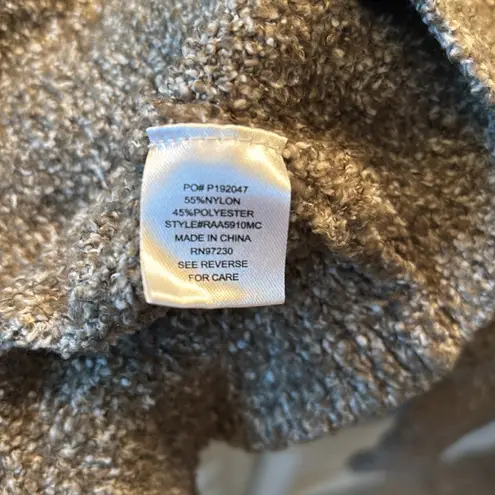 PO# P192047
55%NYLON
45%POLYESTER
STYLE#RAA5910MC
MADE IN CHINA
RN97230
SEE REVERSE
FOR CARE